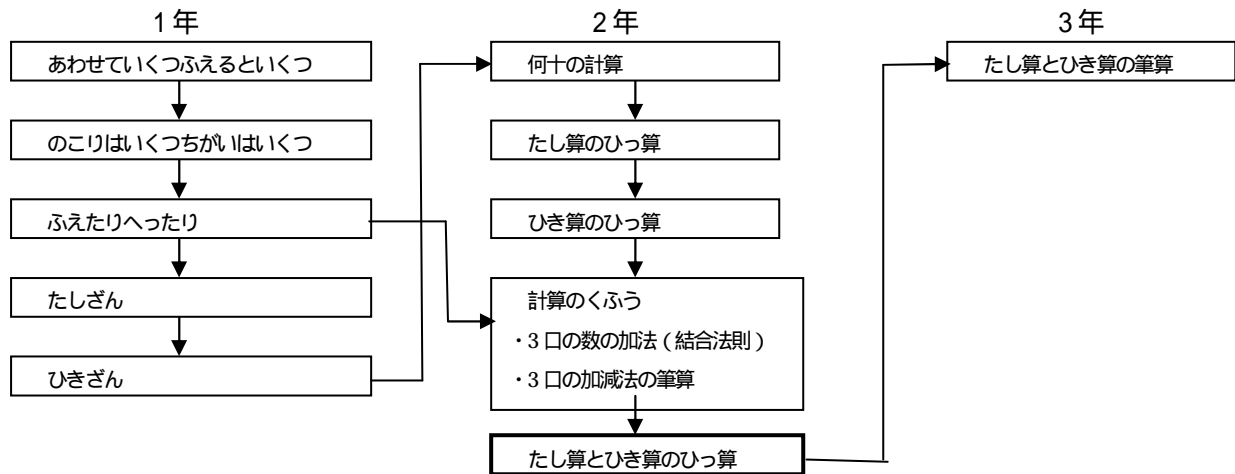 1年
あわせていくつふえるといくつ
のこりはいくつちがいはいくつ
ふえたりへったり
たしざん
ひきざん
2年
何十の計算
たし算のひっ算
ひき算のひっ算
計算のくふう
・3口の数の加法(結合法則)
・3口の加減法の筆算
たし算とひき算のひっ算
3年
たし算とひき算の筆算